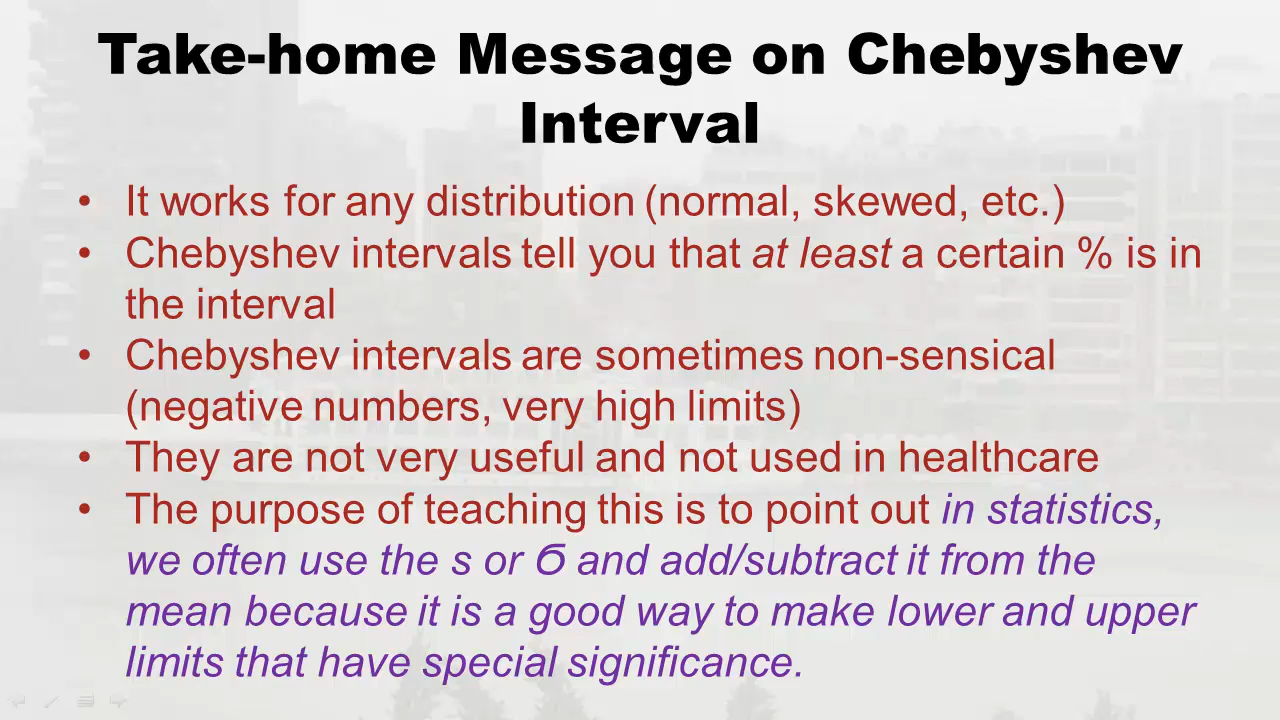 Take-home Message on Chebyshev
Interval
• It works for any distribution (normal, skewed, etc.)
• Chebyshev intervals tell you that at least a certain % is in
the interval
• Chebyshev intervals are sometimes non-sensical
(negative numbers, very high limits)
• They are not very useful and not used in healthcare
• The purpose of teaching this is to point out in statistics,
we often use the s or Ϭ and add/subtract it from the
mean because it is a good way to make lower and upper
limits that have special significance.